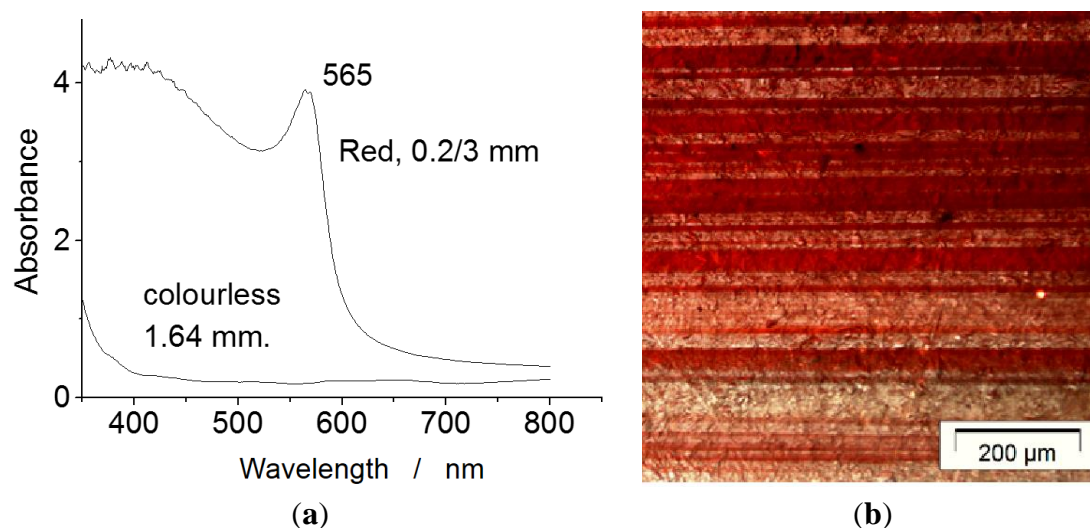 4
2
0
Absorbance
565
Red, 0.2/3 mm
colourless
1.64 mm.
400 500 600 700 800
Wavelength / nm
(a)
200 µm
(b)